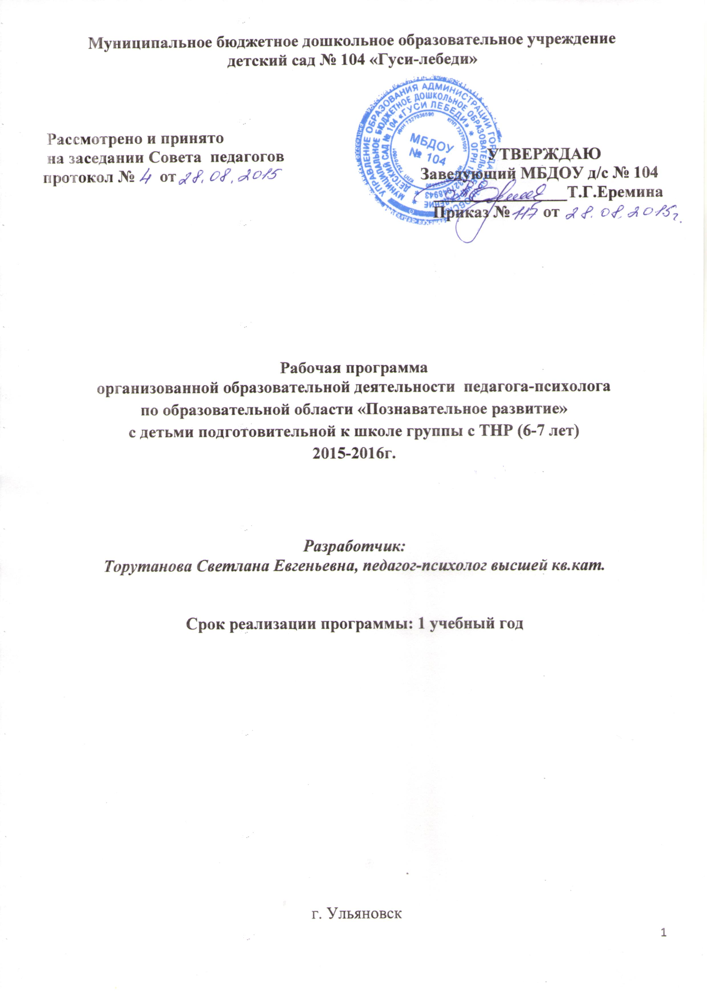 Муниципальное бюджетное дошкольное образовательное учреждение
детский сад № 104 «Гуси-лебеди»
Рассмотрено и принято
на заседании Совета педагогов
протокол № 4 от 28.08.2015
УПРАВЛЕНИЕ ОБРАЗОВАНИЯ АДМИНИСТРАЦИИ ГОРОДА
МУНИЦИПАЛЬНОЕ БЮДЖЕТНОЕ ДОШКОЛЬНОЕ ОБРАЗОВАТЕЛЬНОЕ УЧРЕЖДЕНИЕ
ДЕТСКИЙ САД № 104 «ГУСИ ЛЕБЕДИ» * ОГРН
ИНН 7327036590 КПП 732701001
МБДОУ
№ 104
УТВЕРЖДАЮ
Заведующий МБДОУ д/с № 104
Т.Г.Еремина
Приказ № 117 от 28.08.2015г.
Рабочая программа
организованной образовательной деятельности педагога-психолога
по образовательной области «Познавательное развитие»
с детьми подготовительной к школе группы с ТНР (6-7 лет)
2015-2016г.
Разработчик:
Торутанова Светлана Евгеньевна, педагог-психолог высшей кв.кат.
Срок реализации программы: 1 учебный год
г. Ульяновск
1